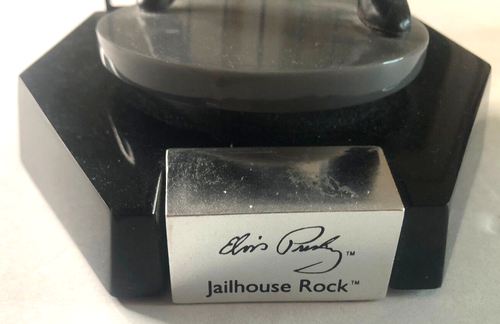 Elvis Presley™
Jailhouse Rock™